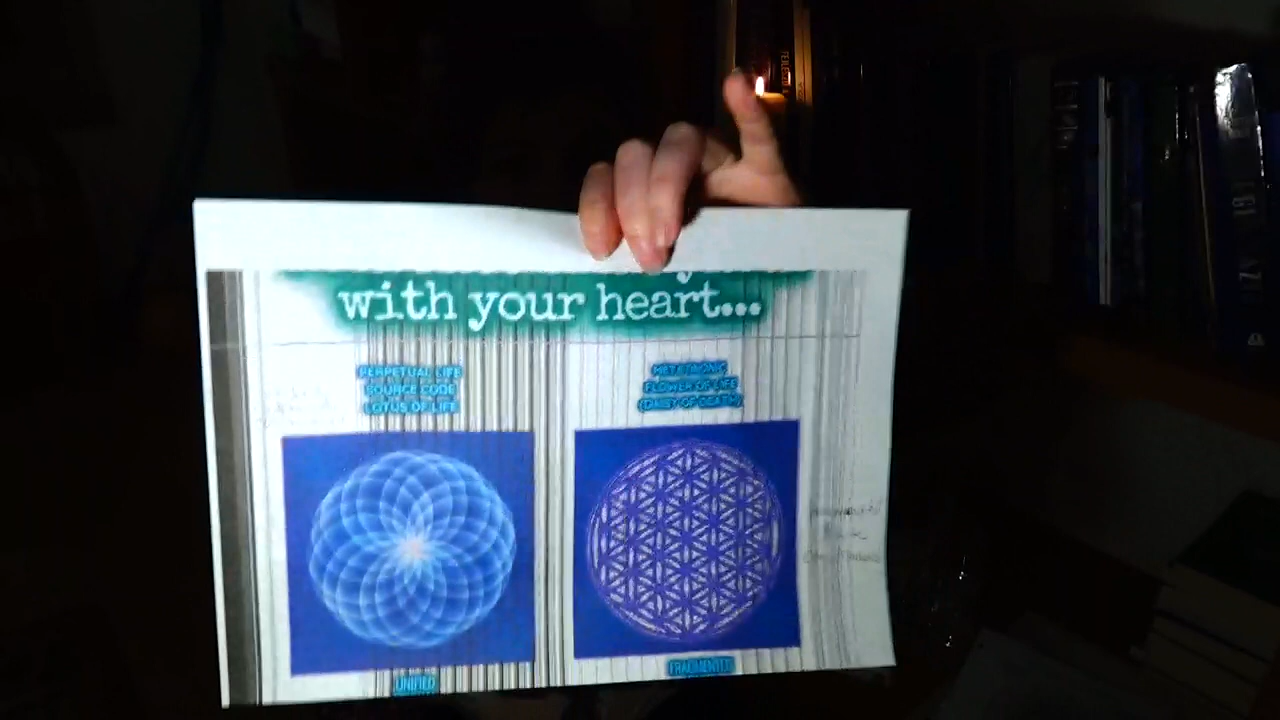 with your heart...
PERPETUAL LIFE
SOURCE CODE
LOTUS OF LIFE
METATRONIC
FLOWER OF LIFE
(DAISY OF DEATH)
UNIFIED
FRAGMENTED